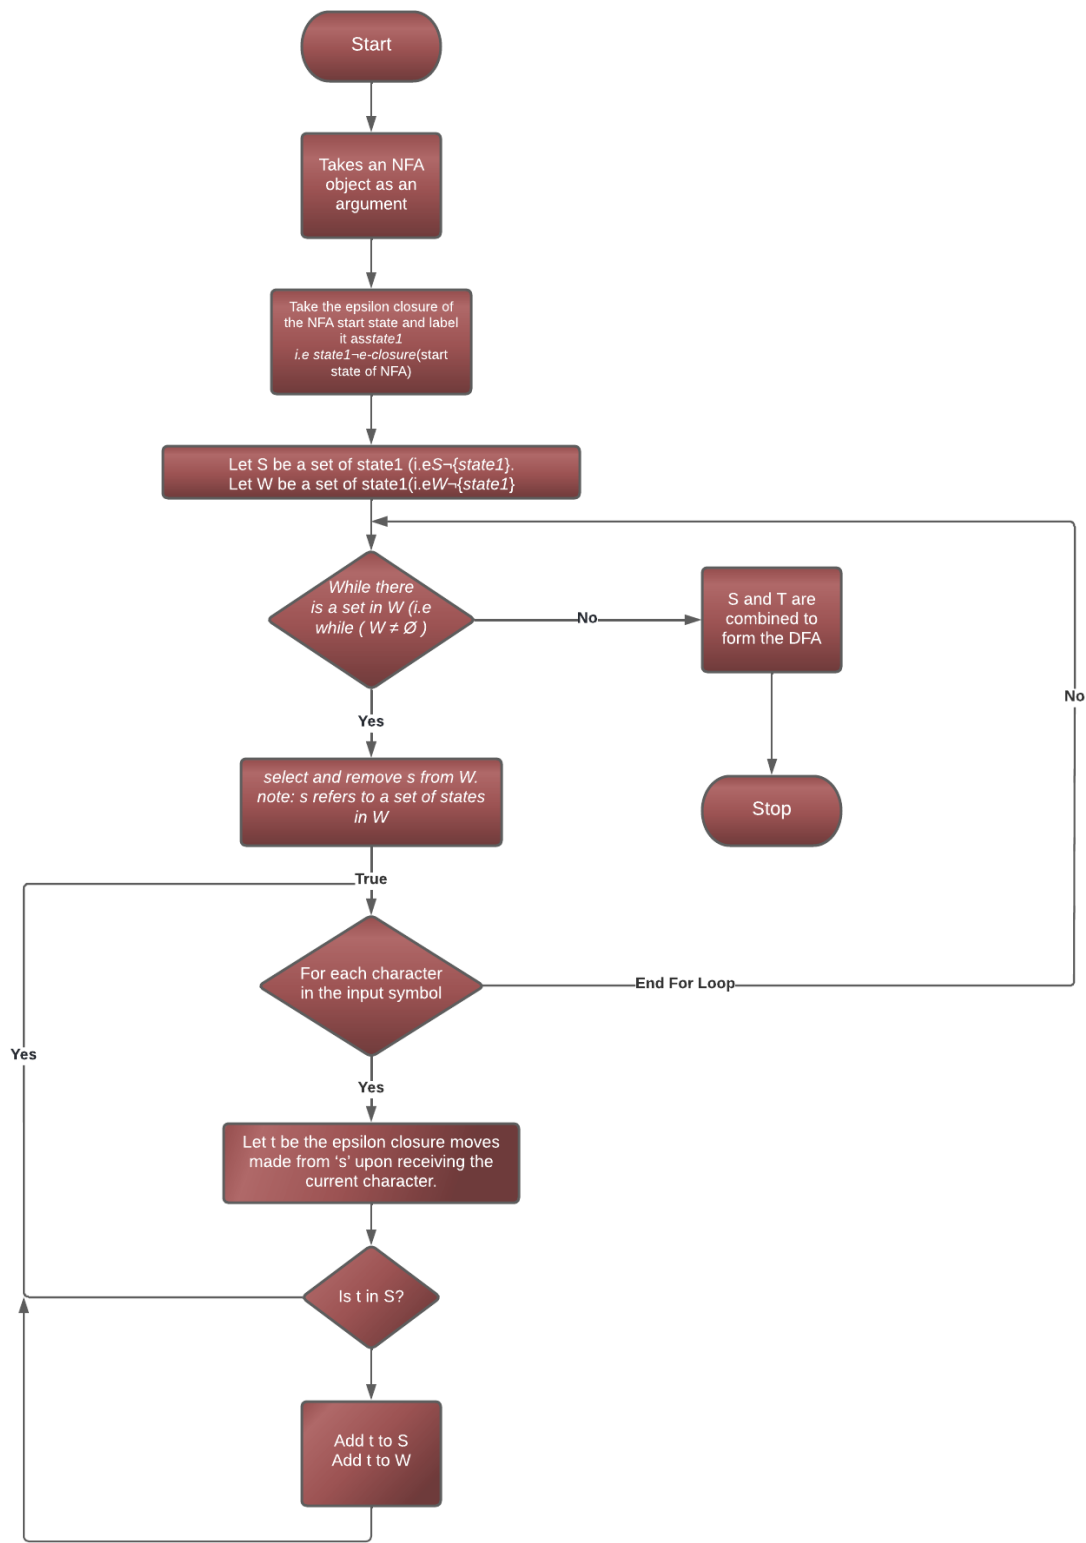 Start
Takes an NFA
object as an
argument
Take the epsilon closure of
the NFA start state and label
it asstate1
i.e state1¬e-closure(start
state of NFA)
Let S be a set of state1 (i.eS¬{state1}.
Let W be a set of state1(i.eW¬{state1}
While there
is a set in W (i.e
while ( W ≠ Ø )
No
S and T are
combined to
form the DFA
No
Yes
select and remove s from W.
note: s refers to a set of states
in W
Stop
True
For each character
in the input symbol
End For Loop
Yes
Yes
Let t be the epsilon closure moves
made from ‘s’ upon receiving the
current character.
Is t in S?
Add t to S
Add t to W